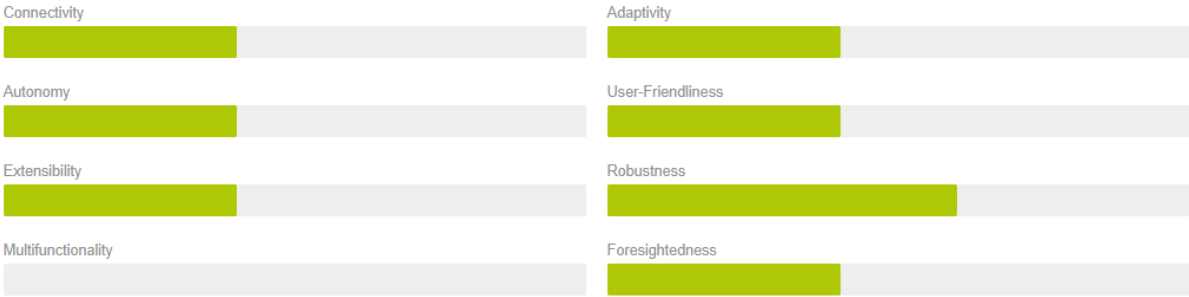 Connectivity
Adaptivity
Autonomy
User-Friendliness
Extensibility
Robustness
Multifunctionality
Foresightedness